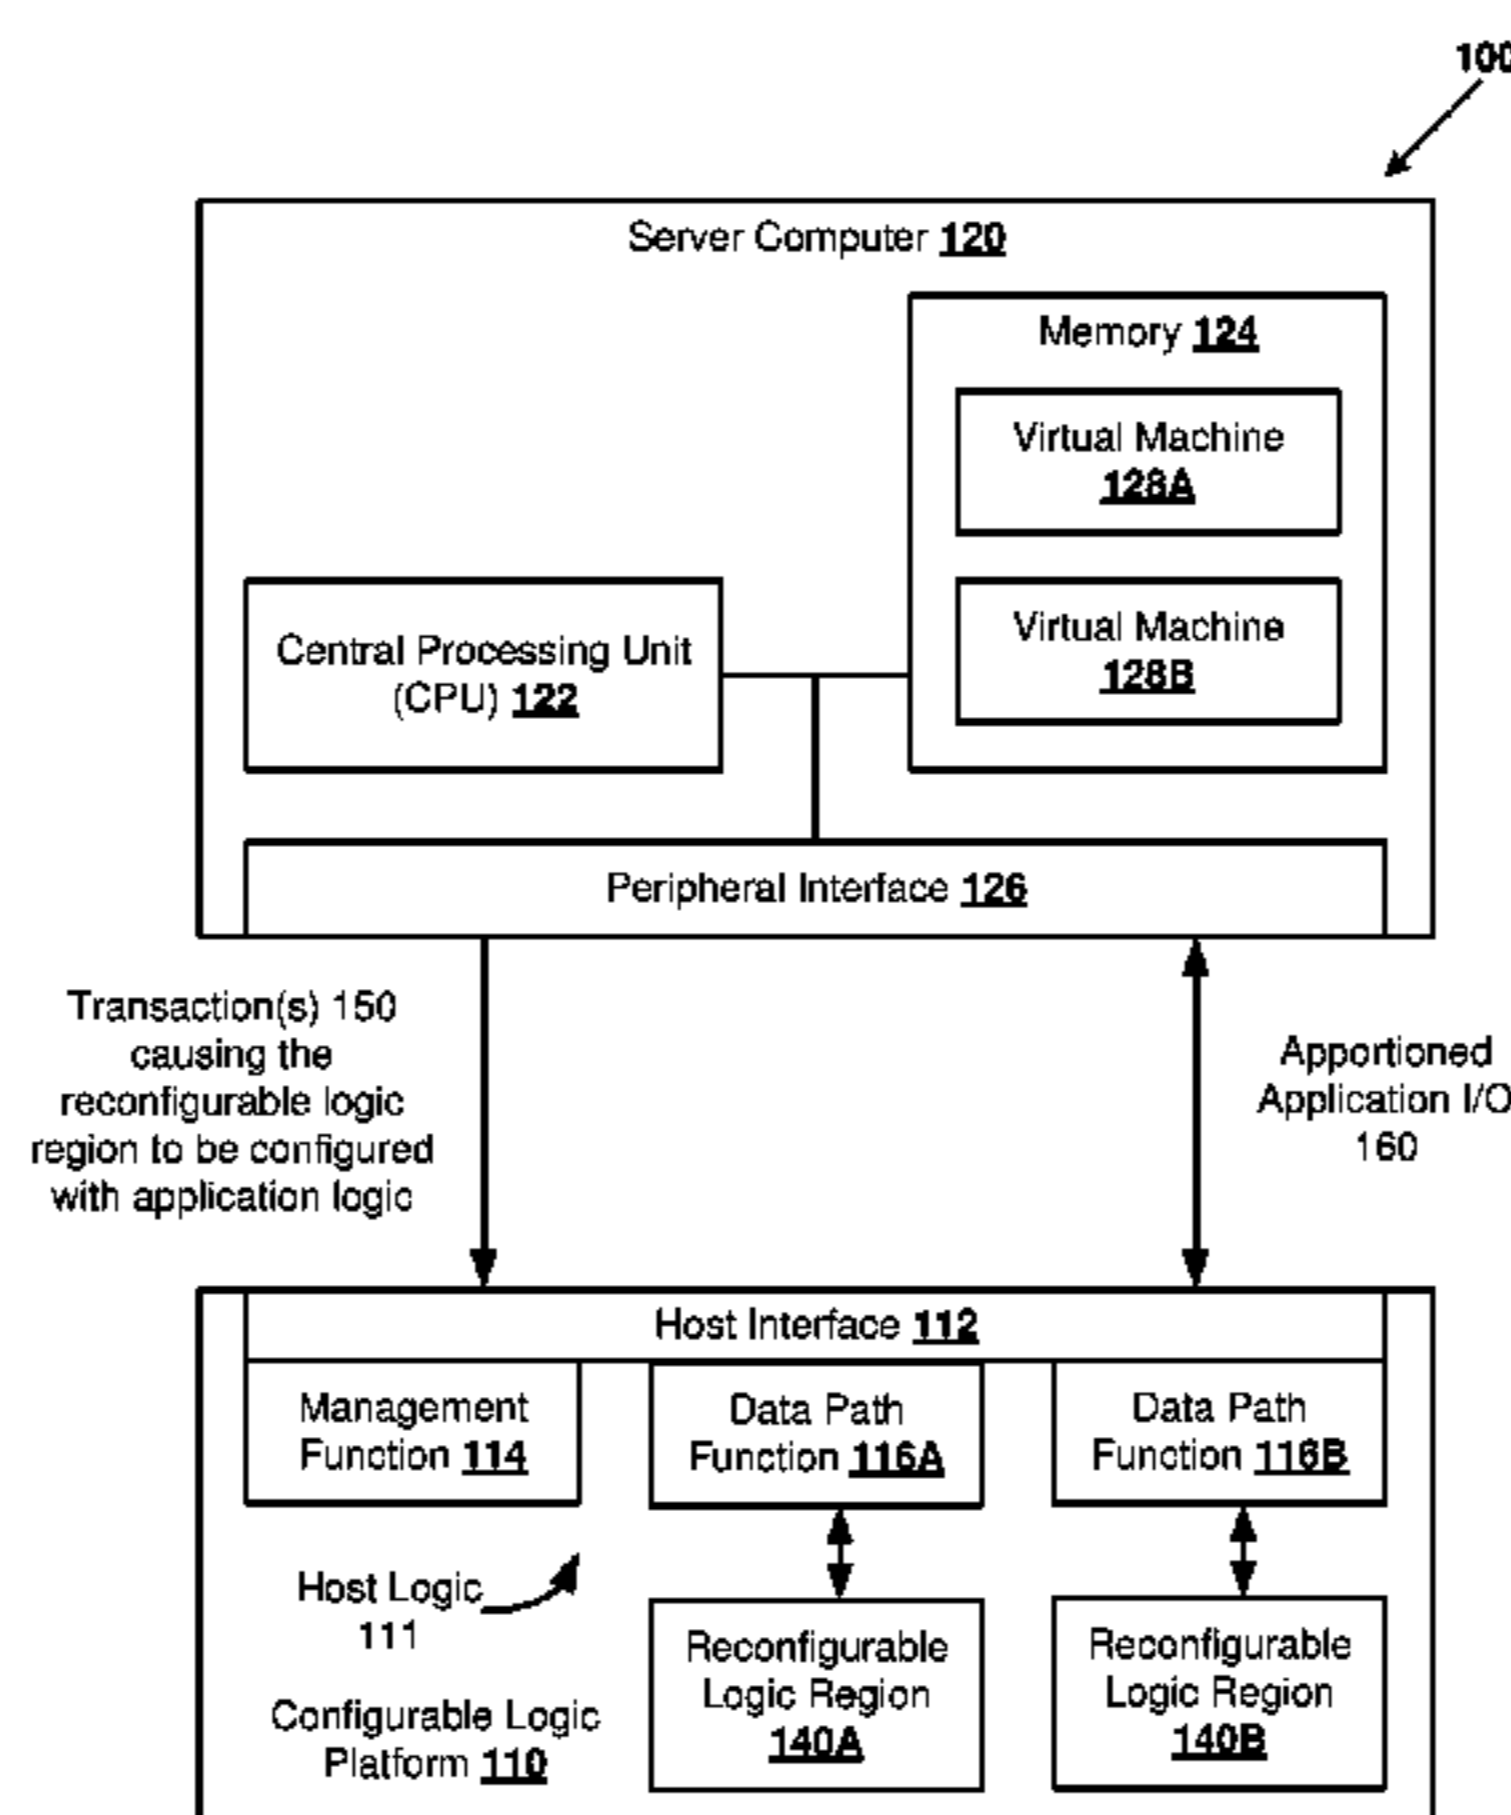 100
Server Computer 120
Memory 124
Virtual Machine
128A
Virtual Machine
128B
Central Processing Unit
(CPU) 122
Peripheral Interface 126
Transaction(s) 150
causing the
reconfigurable logic
region to be configured
with application logic
Apportioned
Application I/O
160
Host Interface 112
Management
Function 114
Data Path
Function 116A
Data Path
Function 116B
Host Logic
111
Configurable Logic
Platform 110
Reconfigurable
Logic Region
140A
Reconfigurable
Logic Region
140B